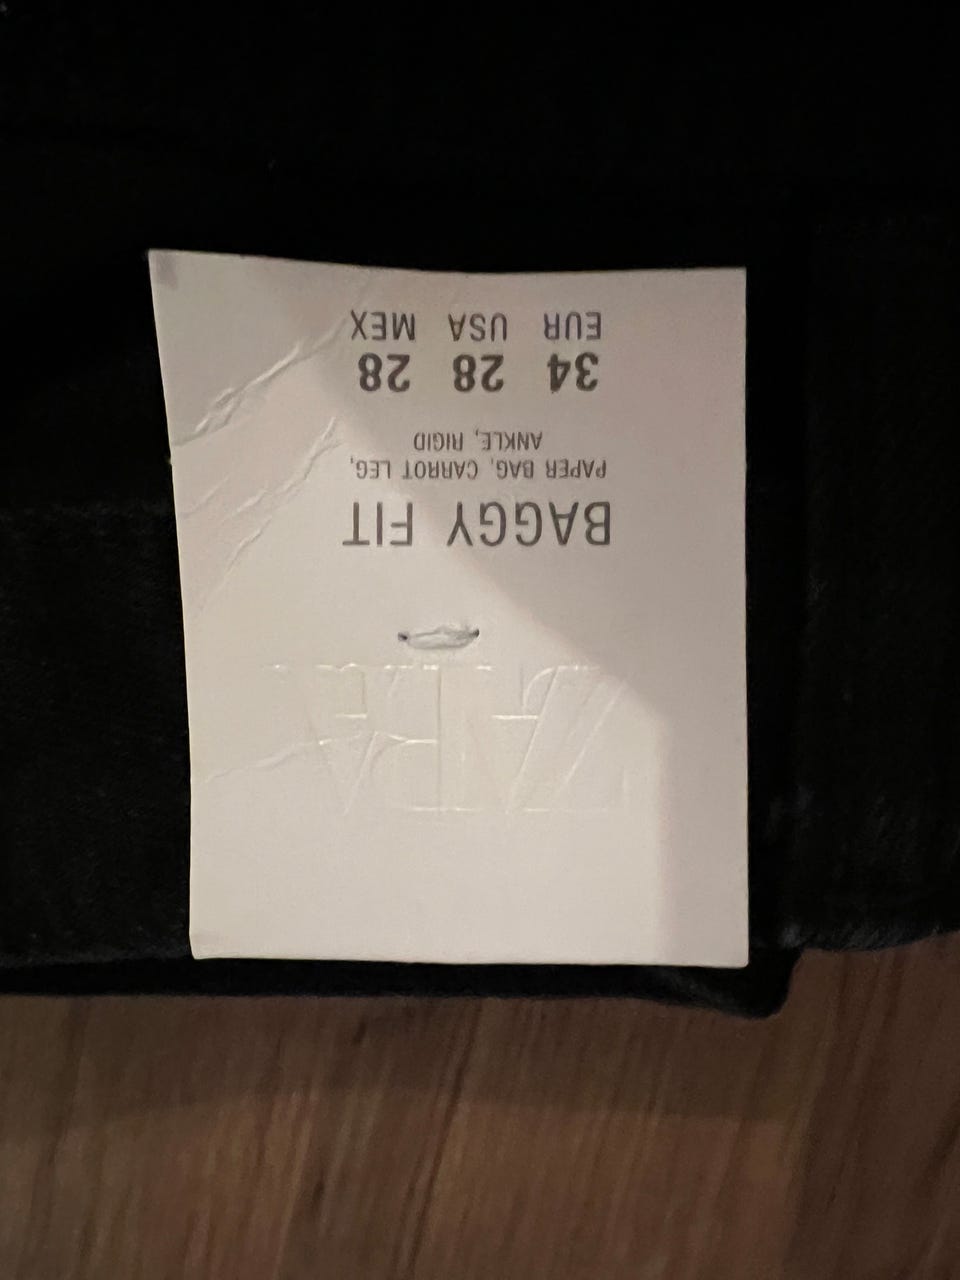 ZARA
BAGGY FIT
PAPER BAG, CARROT LEG,
ANKLE, RIGID
34 28 28
EUR USA MEX